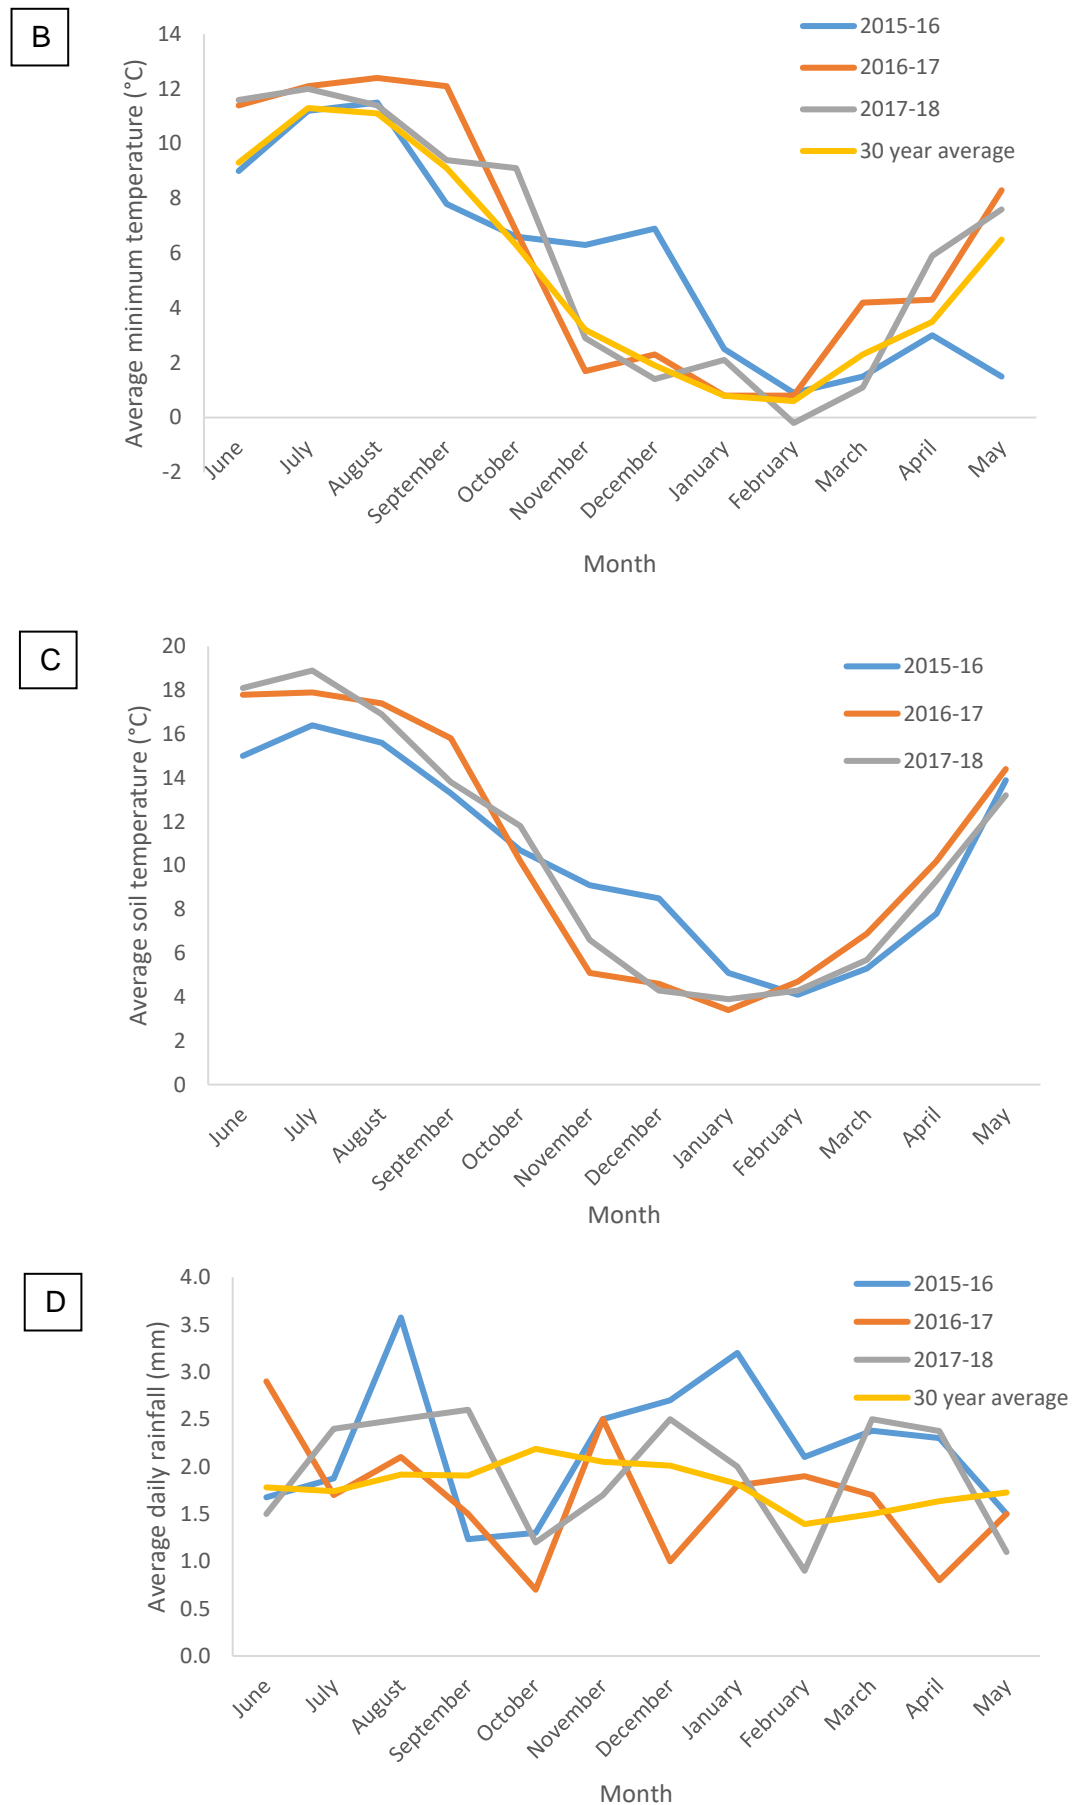 B
2015-16
2016-17
2017-18
30 year average
Average minimum temperature (°C)
14
12
10
8
6
4
2
0
-2
June
July
August
September
October
November
December
January
February
March
April
May
Month
C
2015-16
2016-17
2017-18
Average soil temperature (°C)
20
18
16
14
12
10
8
6
4
2
0
June
July
August
September
October
November
December
January
February
March
April
May
Month
D
2015-16
2016-17
2017-18
30 year average
Average daily rainfall (mm)
4.0
3.5
3.0
2.5
2.0
1.5
1.0
0.5
0.0
June
July
August
September
October
November
December
January
February
March
April
May
Month